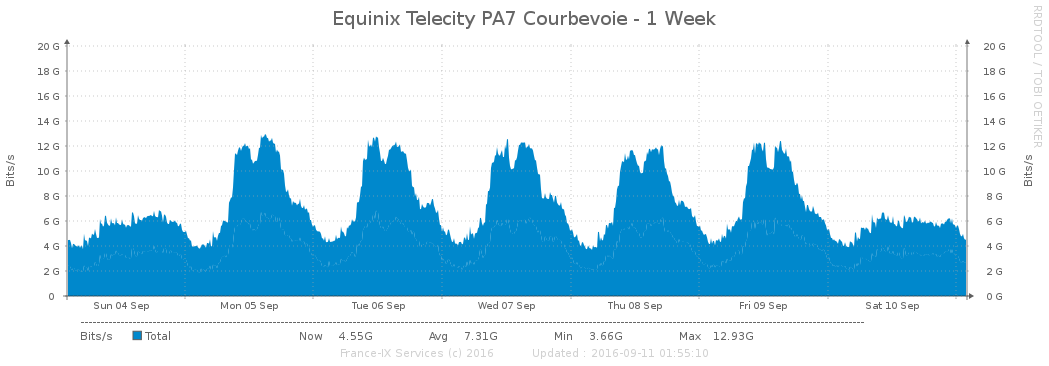 Equinix Telecity PA7 Courbevoie - 1 Week
RRDTOOL / TOBI OETIKER
Bits/s
Bits/s
20 G 20 G
18 G 18 G
16 G 16 G
14 G 14 G
12 G 12 G
10 G 10 G
8 G 8 G
6 G 6 G
4 G 4 G
2 G 2 G
0 0 G
Sun 04 Sep Mon 05 Sep Tue 06 Sep Wed 07 Sep Thu 08 Sep Fri 09 Sep Sat 10 Sep
Bits/s Total Now 4.55G Avg 7.31G Min 3.66G Max 12.93G
France-IX Services (c) 2016 Updated : 2016-09-11 01:55:10